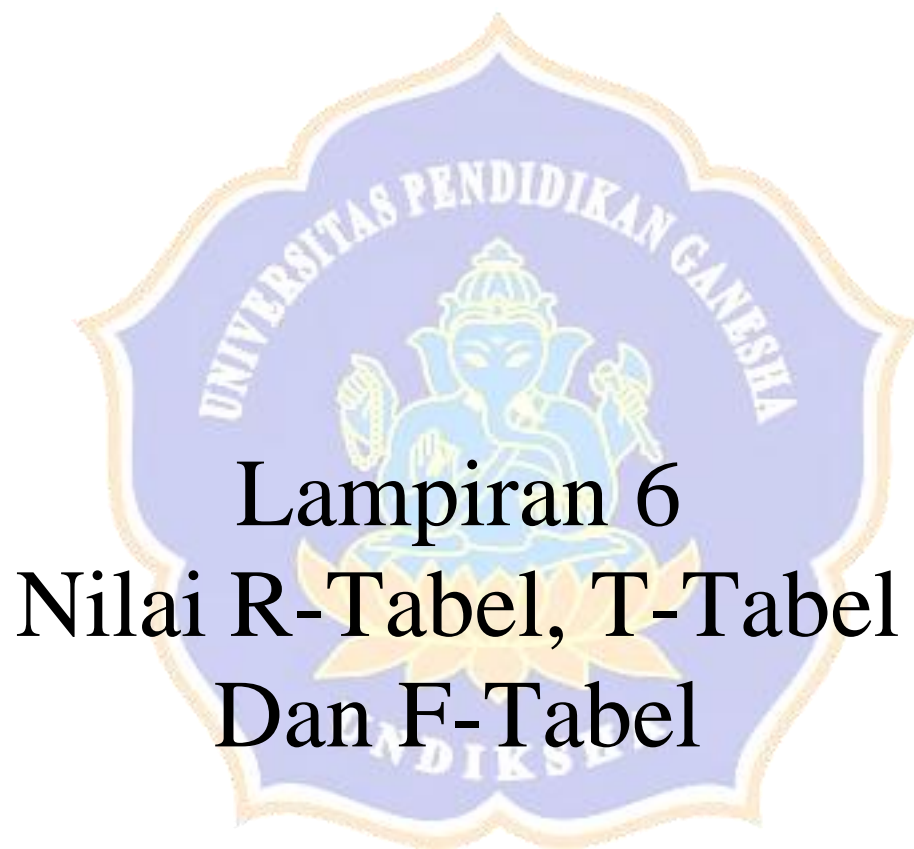 UNIVERSITAS PENDIDIKAN GANESHA
Lampiran 6
Nilai R-Tabel, T-Tabel
Dan F-Tabel